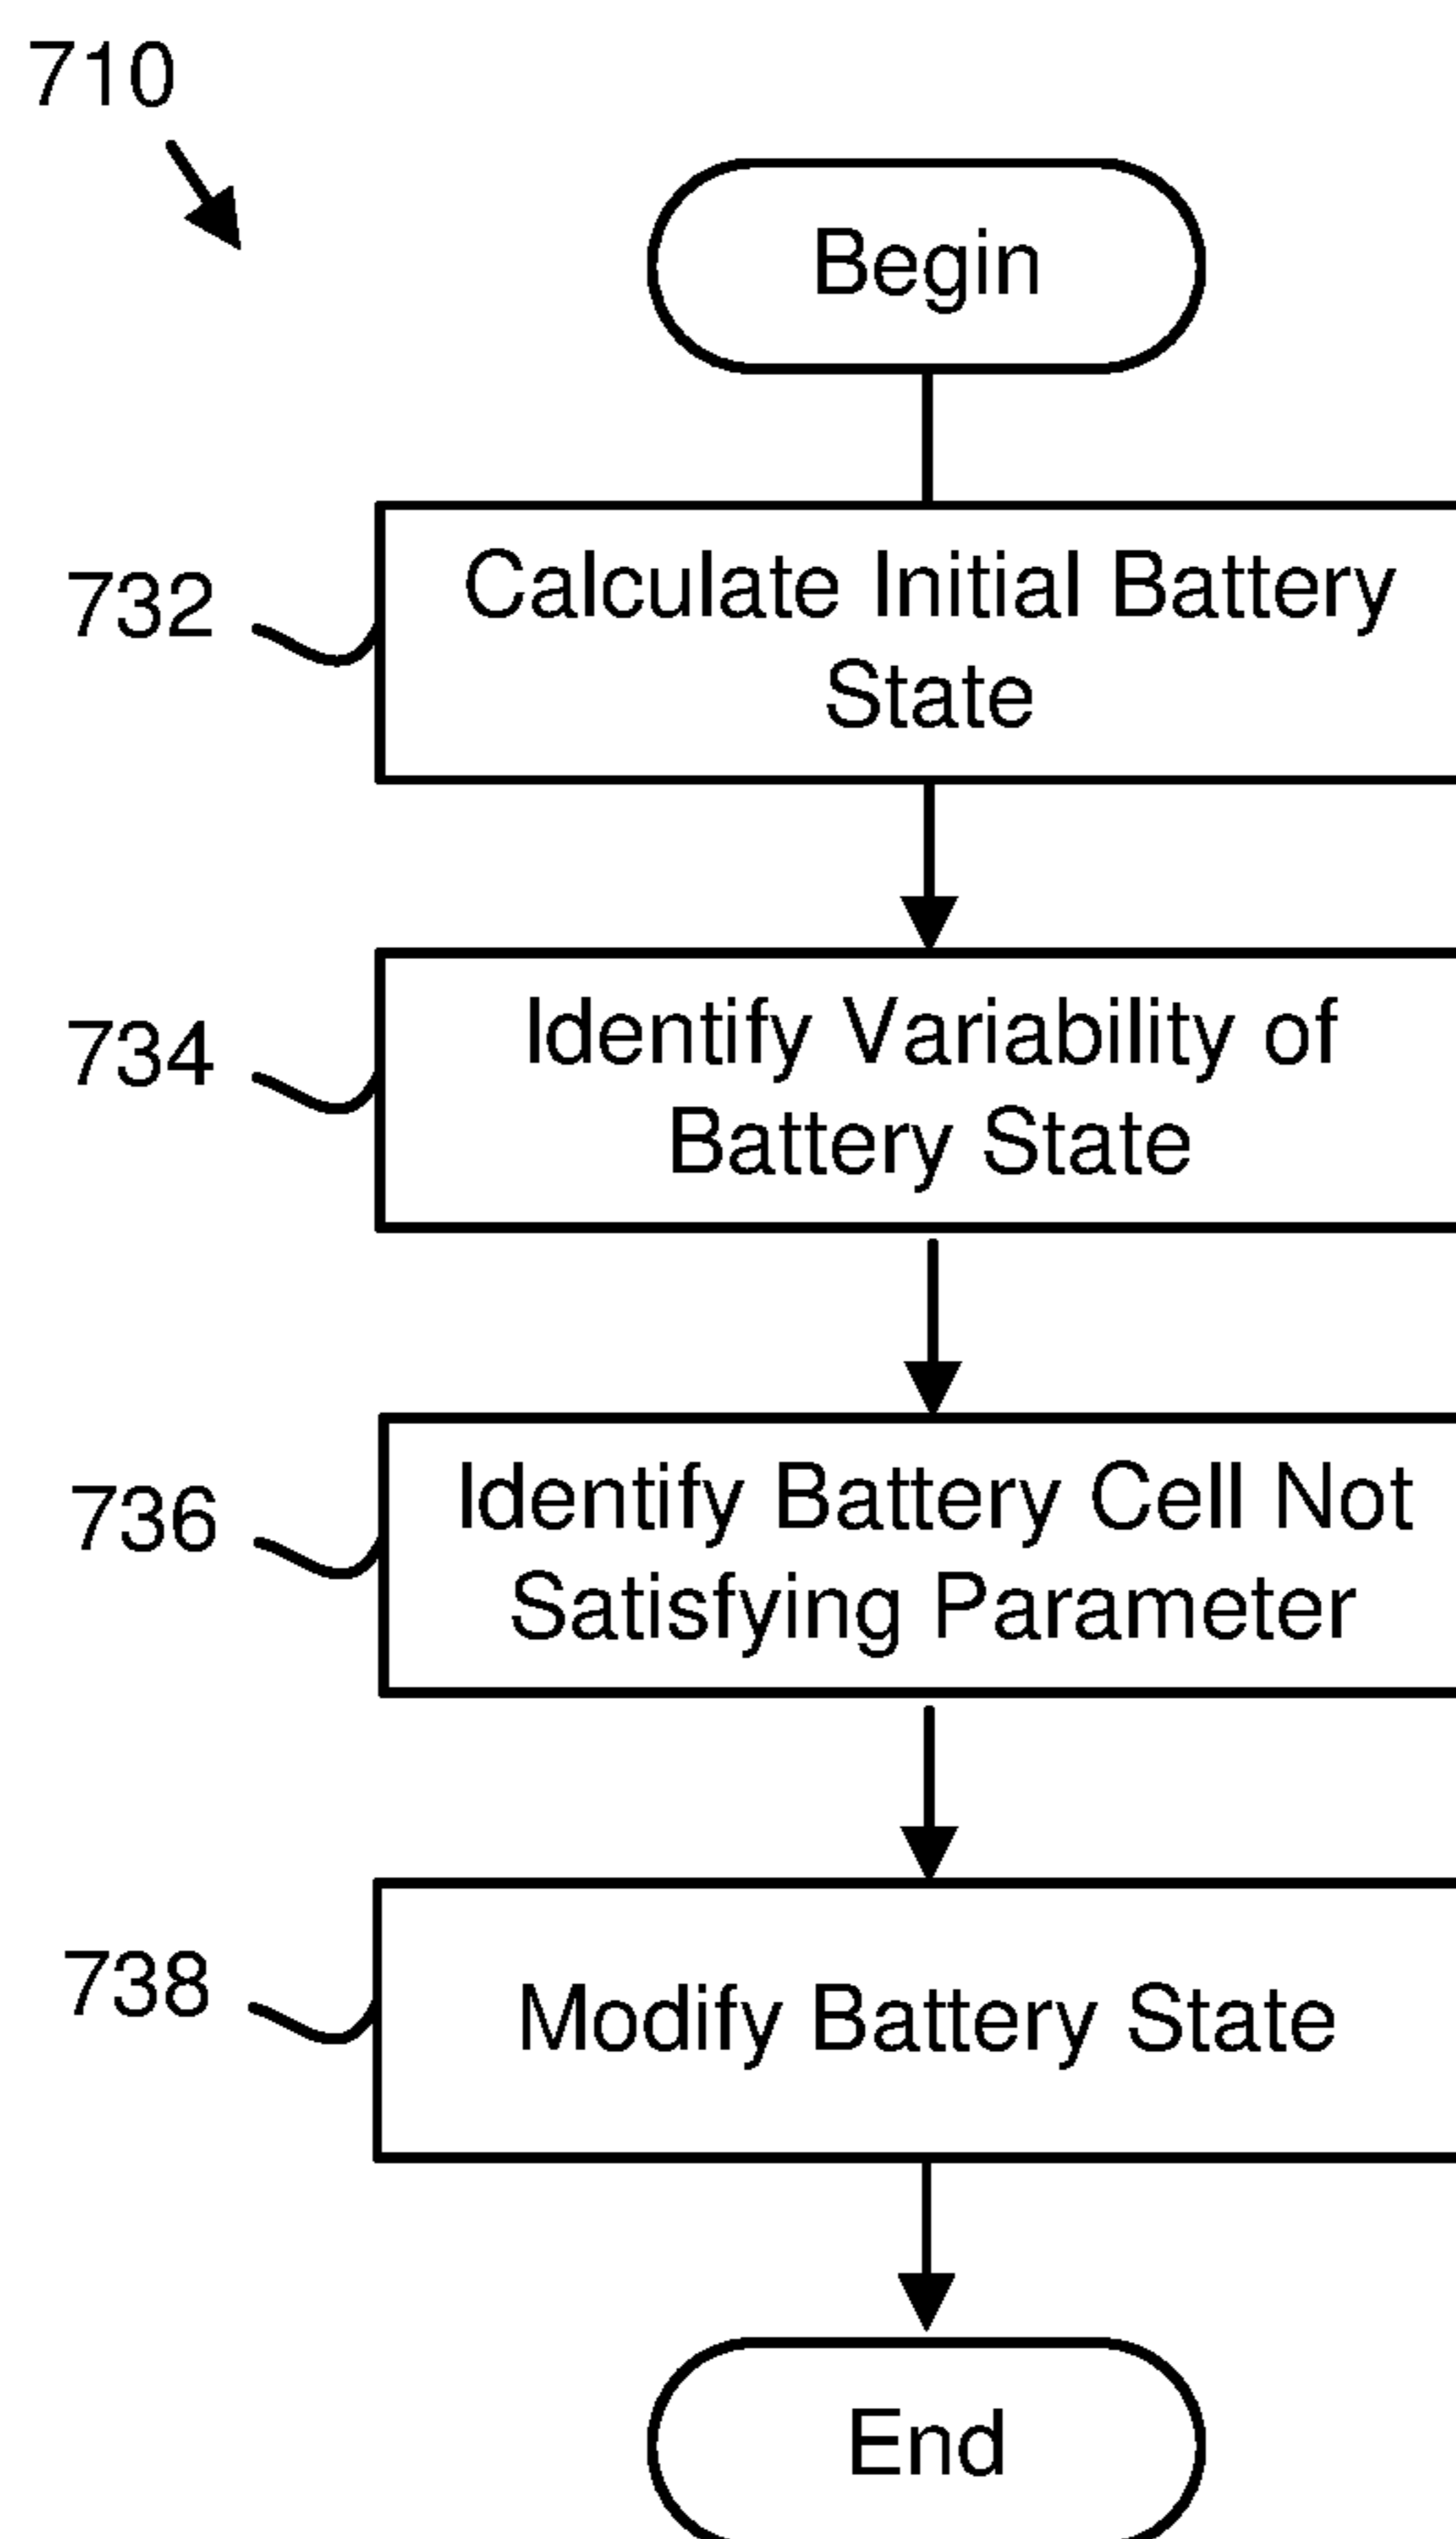 710
Begin
732
Calculate Initial Battery
State
734
Identify Variability of
Battery State
736
Identify Battery Cell Not
Satisfying Parameter
738
Modify Battery State
End